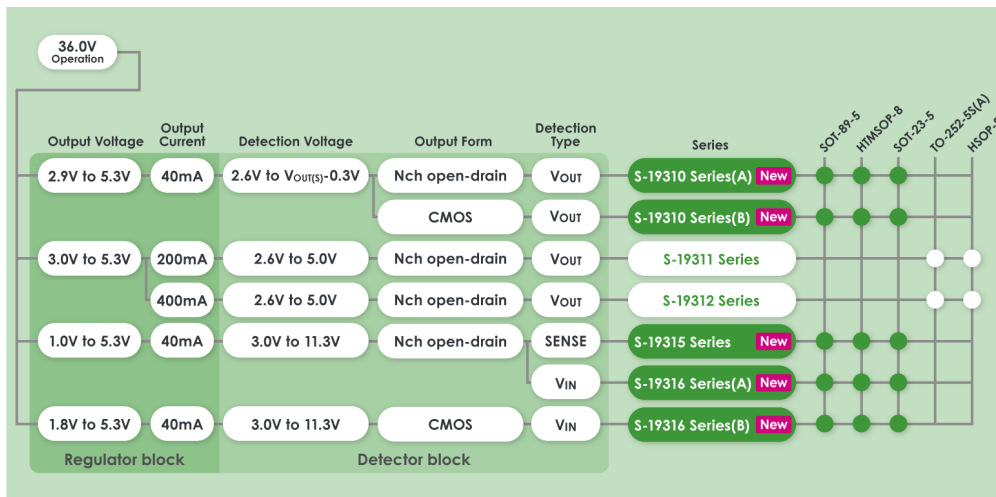 36.0V
Operation
Output Voltage
Output
Current
Detection Voltage
Output Form
Detection
Type
Series
SOT-89-5
HTMSOP-8
SOT-23-5
TO-252-5S(A)
2.9V to 5.3V 40mA 2.6V to VOUT(S)-0.3V Nch open-drain VOUT S-19310 Series(A) New
CMOS VOUT S-19310 Series(B) New
3.0V to 5.3V 200mA 2.6V to 5.0V Nch open-drain VOUT S-19311 Series
400mA 2.6V to 5.0V Nch open-drain VOUT S-19312 Series
1.0V to 5.3V 40mA 3.0V to 11.3V Nch open-drain SENSE S-19315 Series New
VIN S-19316 Series(A) New
1.8V to 5.3V 40mA 3.0V to 11.3V CMOS VIN S-19316 Series(B) New
Regulator block
Detector block